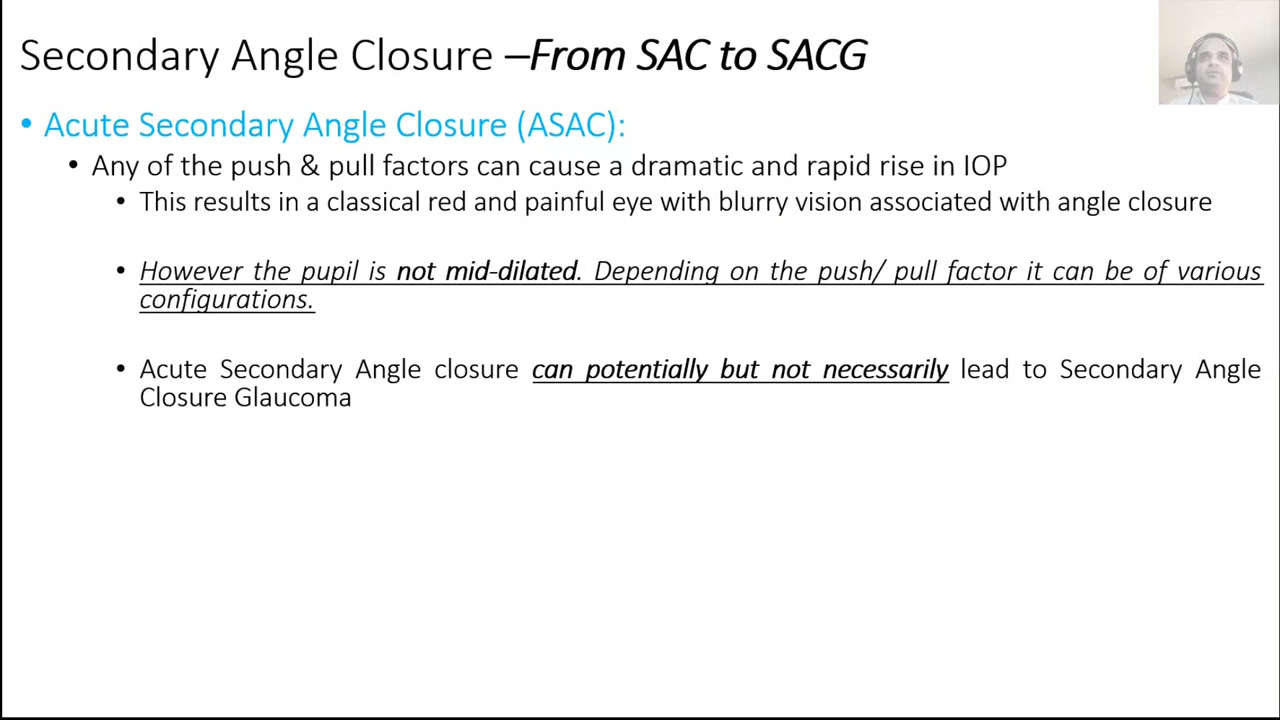 Secondary Angle Closure –From SAC to SACG
• Acute Secondary Angle Closure (ASAC):
• Any of the push & pull factors can cause a dramatic and rapid rise in IOP
• This results in a classical red and painful eye with blurry vision associated with angle closure
• However the pupil is not mid-dilated. Depending on the push/ pull factor it can be of various
configurations.
• Acute Secondary Angle closure can potentially but not necessarily lead to Secondary Angle
Closure Glaucoma